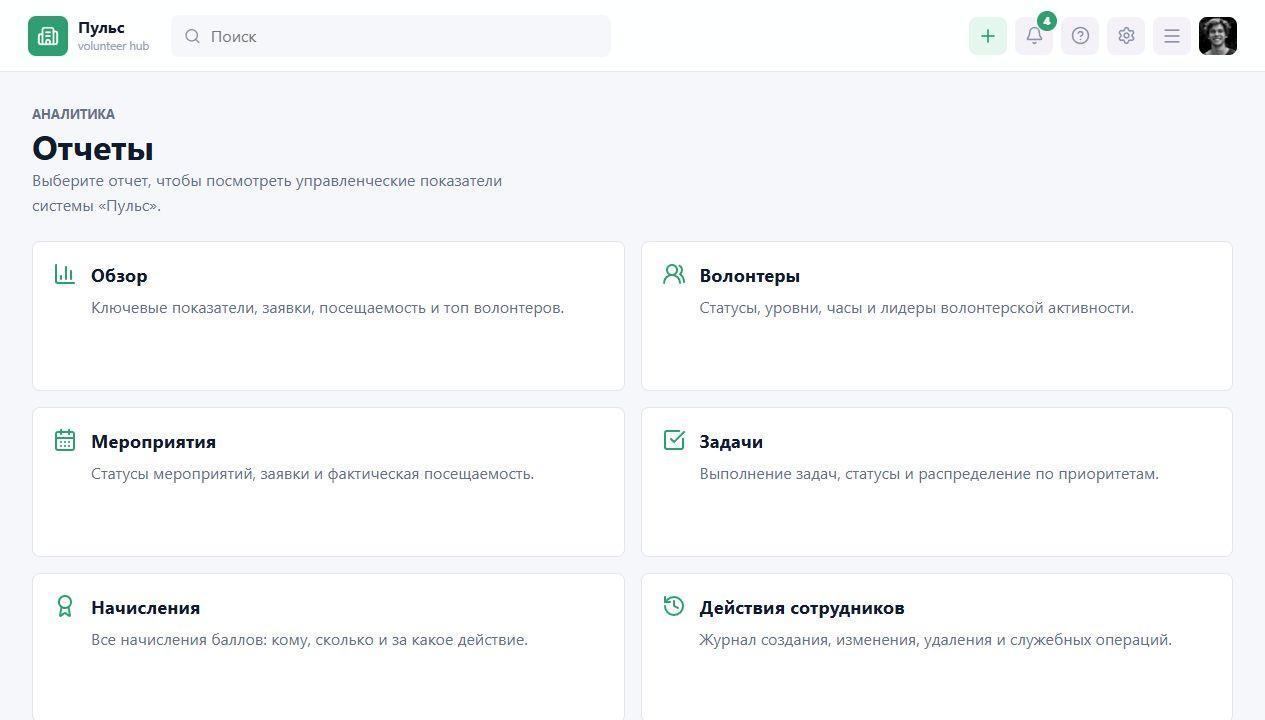 Пульс
volunteer hub
Поиск
4
АНАЛИТИКА
Отчеты
Выберите отчет, чтобы посмотреть управленческие показатели
системы «Пульс».
Обзор
Ключевые показатели, заявки, посещаемость и топ волонтеров.
Волонтеры
Статусы, уровни, часы и лидеры волонтерской активности.
Мероприятия
Статусы мероприятий, заявки и фактическая посещаемость.
Задачи
Выполнение задач, статусы и распределение по приоритетам.
Начисления
Все начисления баллов: кому, сколько и за какое действие.
Действия сотрудников
Журнал создания, изменения, удаления и служебных операций.